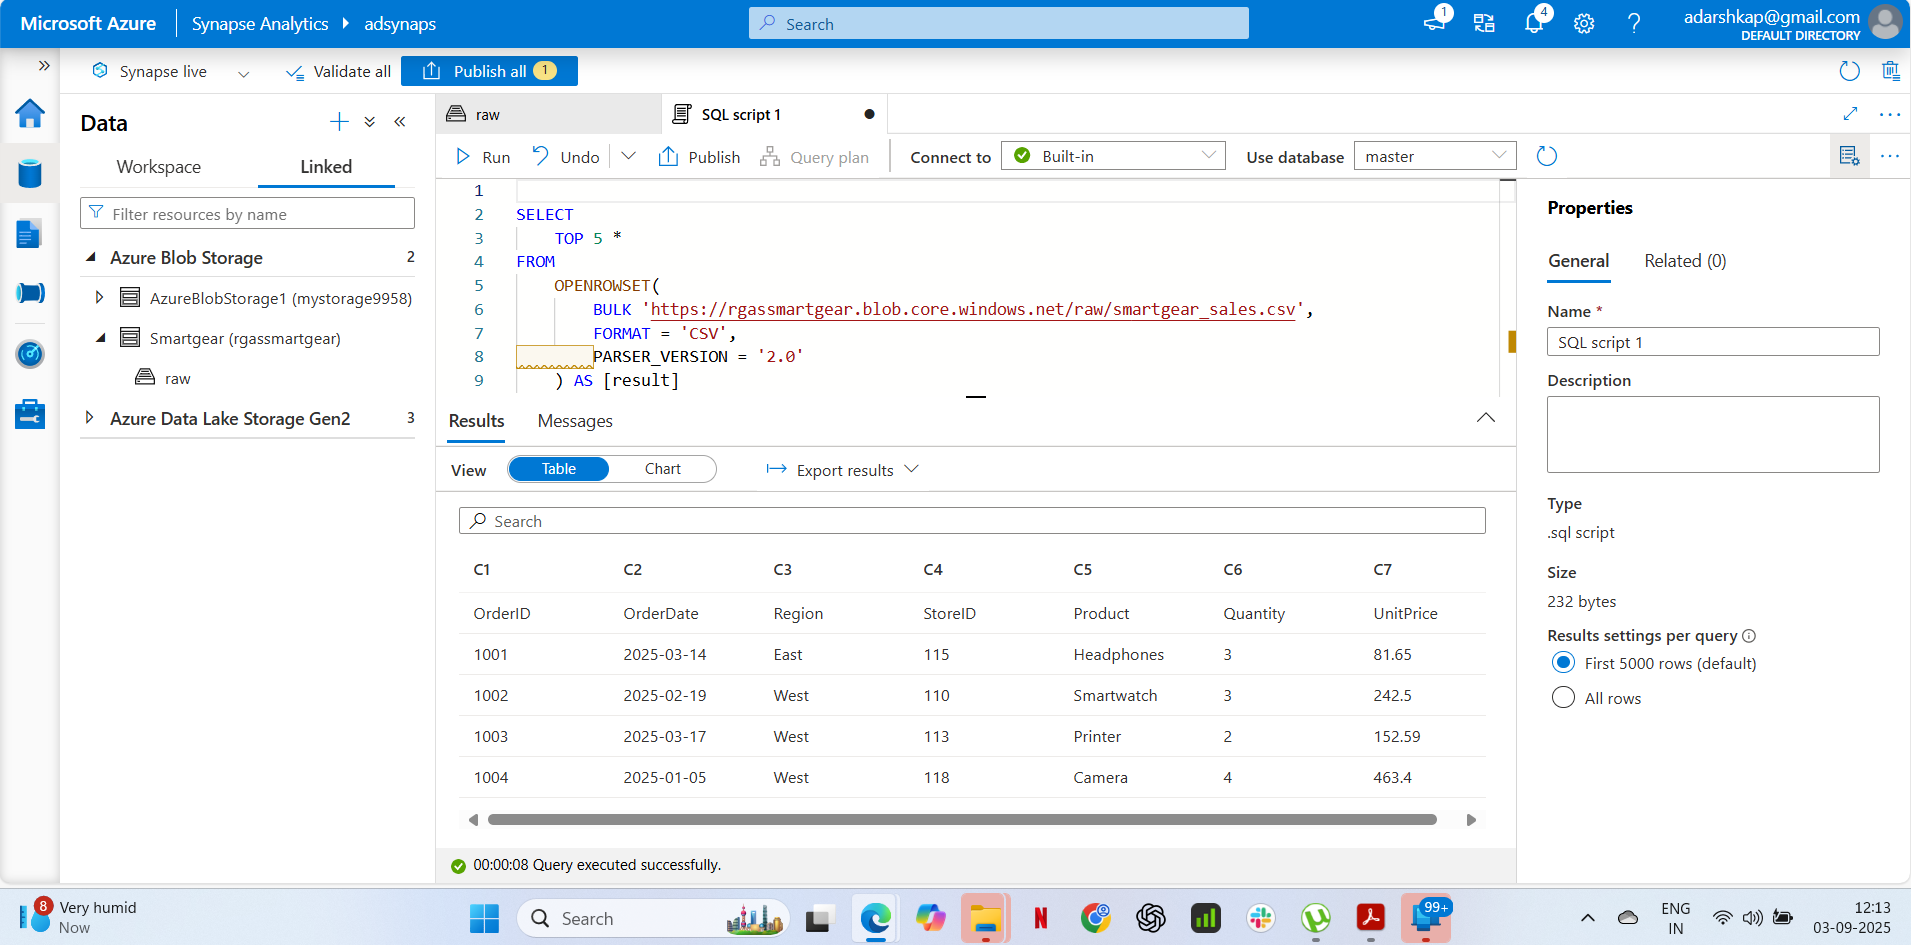 Microsoft Azure Synapse Analytics adsynaps
Search
1
4
adarshkap@gmail.com
DEFAULT DIRECTORY
Synapse live Validate all Publish all 1
Data
Workspace Linked
Filter resources by name
Azure Blob Storage 2
AzureBlobStorage1 (mystorage9958)
Smartgear (rgassmartgear)
raw
Azure Data Lake Storage Gen2 3
raw SQL script 1
Run Undo Publish Query plan Connect to Built-in Use database master
1
2 SELECT
3 TOP 5 *
4 FROM
5 OPENROWSET(
6 BULK 'https://rgassmartgear.blob.core.windows.net/raw/smartgear_sales.csv',
7 FORMAT = 'CSV',
8 PARSER_VERSION = '2.0'
9 ) AS [result]
Results Messages
View Table Chart Export results
Search
C1 C2 C3 C4 C5 C6 C7
OrderID OrderDate Region StoreID Product Quantity UnitPrice
1001 2025-03-14 East 115 Headphones 3 81.65
1002 2025-02-19 West 110 Smartwatch 3 242.5
1003 2025-03-17 West 113 Printer 2 152.59
1004 2025-01-05 West 118 Camera 4 463.4
00:00:08 Query executed successfully.
Properties
General Related (0)
Name *
SQL script 1
Description
Type
.sql script
Size
232 bytes
Results settings per query
First 5000 rows (default)
All rows
8
Very humid
Now
Search
N
99+
ENG
IN
12:13
03-09-2025